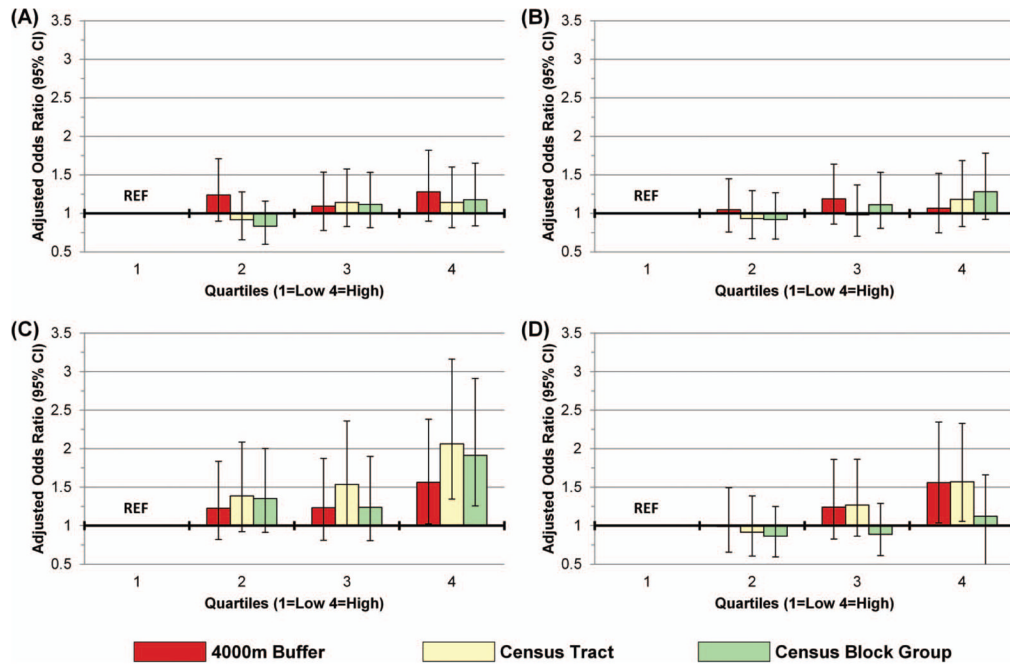 (A)
Adjusted Odds Ratio (95% CI)
3.5
3
2.5
2
1.5
1
0.5
REF
1 2 3 4
Quartiles (1=Low 4=High)
(B)
Adjusted Odds Ratio (95% CI)
3.5
3
2.5
2
1.5
1
0.5
REF
1 2 3 4
Quartiles (1=Low 4=High)
(C)
Adjusted Odds Ratio (95% CI)
3.5
3
2.5
2
1.5
1
0.5
REF
1 2 3 4
Quartiles (1=Low 4=High)
(D)
Adjusted Odds Ratio (95% CI)
3.5
3
2.5
2
1.5
1
0.5
REF
1 2 3 4
Quartiles (1=Low 4=High)
4000m Buffer Census Tract Census Block Group